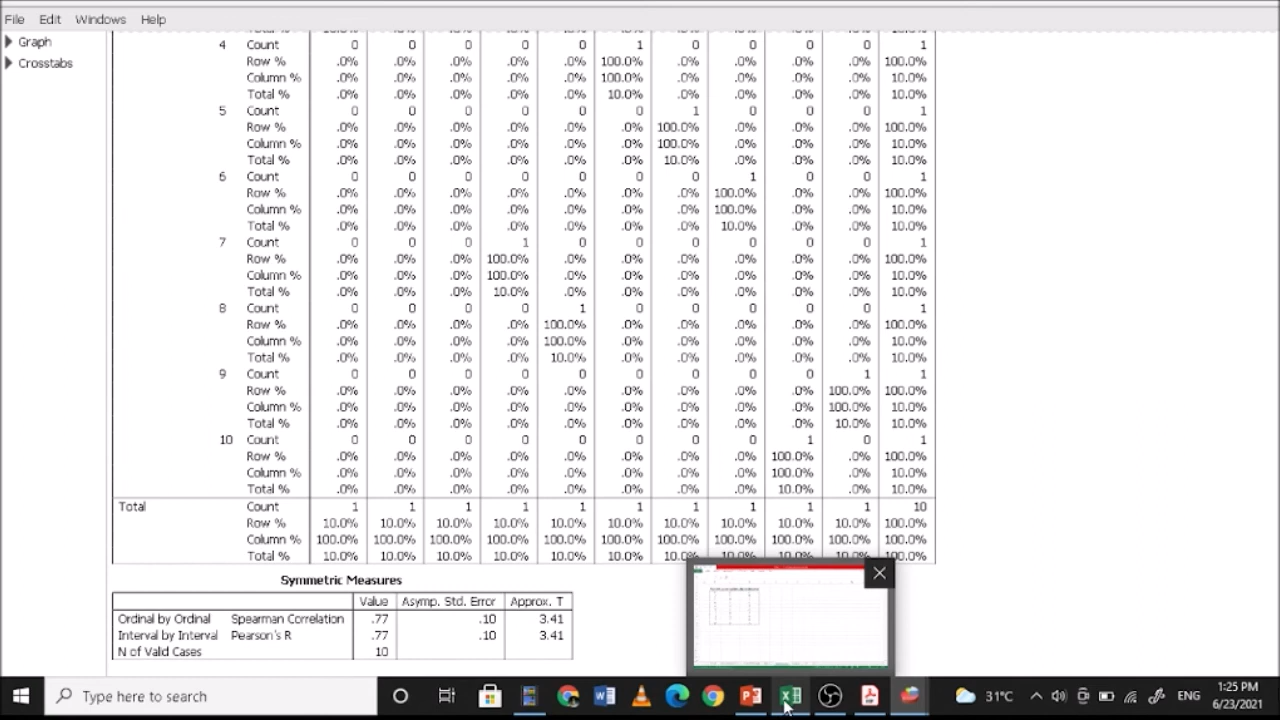 File Edit Windows Help
Graph
Crosstabs
4 Count 0 0 0 0 0 1 0 0 0 0 1
Row % .0% .0% .0% .0% .0% 100.0% .0% .0% .0% .0% 100.0%
Column % .0% .0% .0% .0% .0% 100.0% .0% .0% .0% .0% 10.0%
Total % .0% .0% .0% .0% .0% 10.0% .0% .0% .0% .0% 10.0%
5 Count 0 0 0 0 0 0 1 0 0 0 1
Row % .0% .0% .0% .0% .0% .0% 100.0% .0% .0% .0% 100.0%
Column % .0% .0% .0% .0% .0% .0% 100.0% .0% .0% .0% 10.0%
Total % .0% .0% .0% .0% .0% .0% 10.0% .0% .0% .0% 10.0%
6 Count 0 0 0 0 0 0 0 1 0 0 1
Row % .0% .0% .0% .0% .0% .0% .0% 100.0% .0% .0% 100.0%
Column % .0% .0% .0% .0% .0% .0% .0% 100.0% .0% .0% 10.0%
Total % .0% .0% .0% .0% .0% .0% .0% 10.0% .0% .0% 10.0%
7 Count 0 0 0 1 0 0 0 0 0 0 1
Row % .0% .0% .0% 100.0% .0% .0% .0% .0% .0% .0% 100.0%
Column % .0% .0% .0% 100.0% .0% .0% .0% .0% .0% .0% 10.0%
Total % .0% .0% .0% 10.0% .0% .0% .0% .0% .0% .0% 10.0%
8 Count 0 0 0 0 1 0 0 0 0 0 1
Row % .0% .0% .0% .0% 100.0% .0% .0% .0% .0% .0% 100.0%
Column % .0% .0% .0% .0% 100.0% .0% .0% .0% .0% .0% 10.0%
Total % .0% .0% .0% .0% 10.0% .0% .0% .0% .0% .0% 10.0%
9 Count 0 0 0 0 0 0 0 0 0 1 1
Row % .0% .0% .0% .0% .0% .0% .0% .0% .0% 100.0% 100.0%
Column % .0% .0% .0% .0% .0% .0% .0% .0% .0% 100.0% 10.0%
Total % .0% .0% .0% .0% .0% .0% .0% .0% .0% 10.0% 10.0%
10 Count 0 0 0 0 0 0 0 0 1 0 1
Row % .0% .0% .0% .0% .0% .0% .0% .0% 100.0% .0% 100.0%
Column % .0% .0% .0% .0% .0% .0% .0% .0% 100.0% .0% 10.0%
Total % .0% .0% .0% .0% .0% .0% .0% .0% 10.0% .0% 10.0%
Total Count 1 1 1 1 1 1 1 1 1 1 10
Row % 10.0% 10.0% 10.0% 10.0% 10.0% 10.0% 10.0% 10.0% 10.0% 10.0% 100.0%
Column % 100.0% 100.0% 100.0% 100.0% 100.0% 100.0% 100.0% 100.0% 100.0% 100.0% 100.0%
Total % 10.0% 10.0% 10.0% 10.0% 10.0% 10.0% 10.0% 10.0% 10.0% 10.0% 100.0%
Symmetric Measures
Value Asymp. Std. Error Approx. T
Ordinal by Ordinal Spearman Correlation .77 .10 3.41
Interval by Interval Pearson's R .77 .10 3.41
N of Valid Cases 10
Type here to search 31°C ENG 1:25 PM
6/23/2021